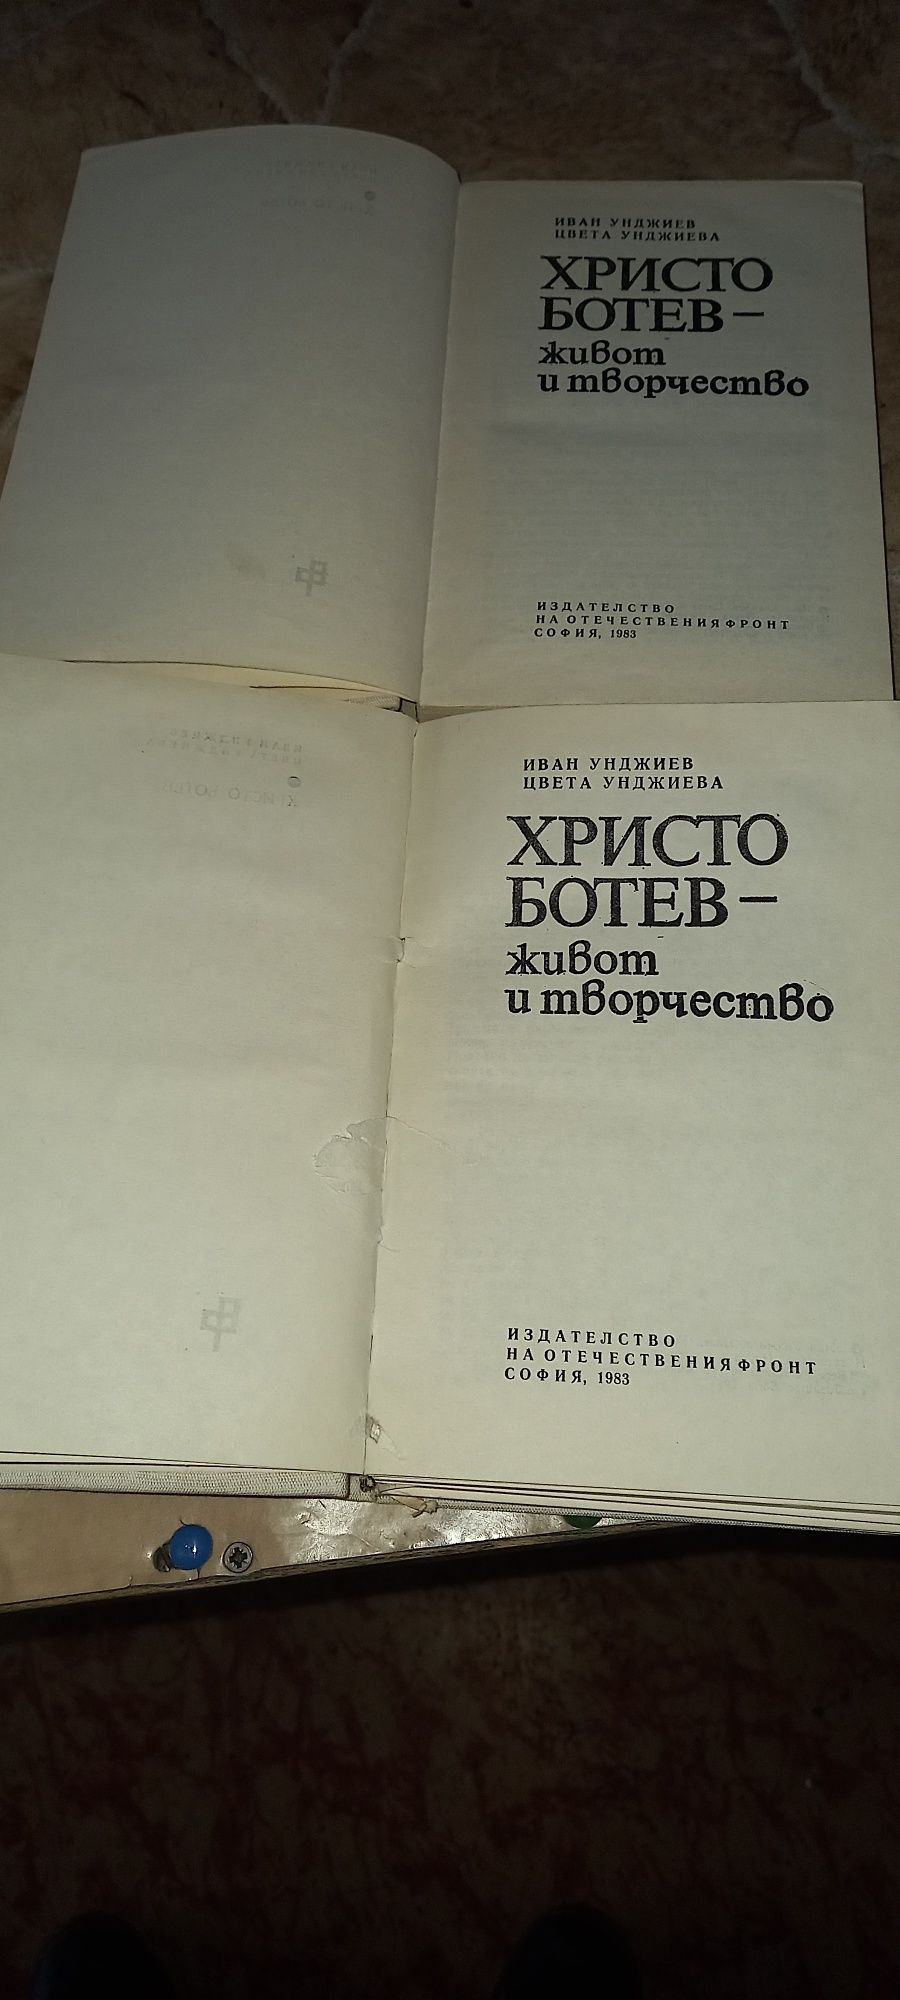 ИВАН УНДЖИЕВ
ЦВЕТА УНДЖИЕВА
ХРИСТО
БОТЕВ —
живот
и творчество
ИЗДАТЕЛСТВО
НА ОТЕЧЕСТВЕНИЯ ФРОНТ
СОФИЯ, 1983
ИВАН УНДЖИЕВ
ЦВЕТА УНДЖИЕВА
ХРИСТО
БОТЕВ —
живот
и творчество
ИЗДАТЕЛСТВО
НА ОТЕЧЕСТВЕНИЯ ФРОНТ
СОФИЯ, 1983